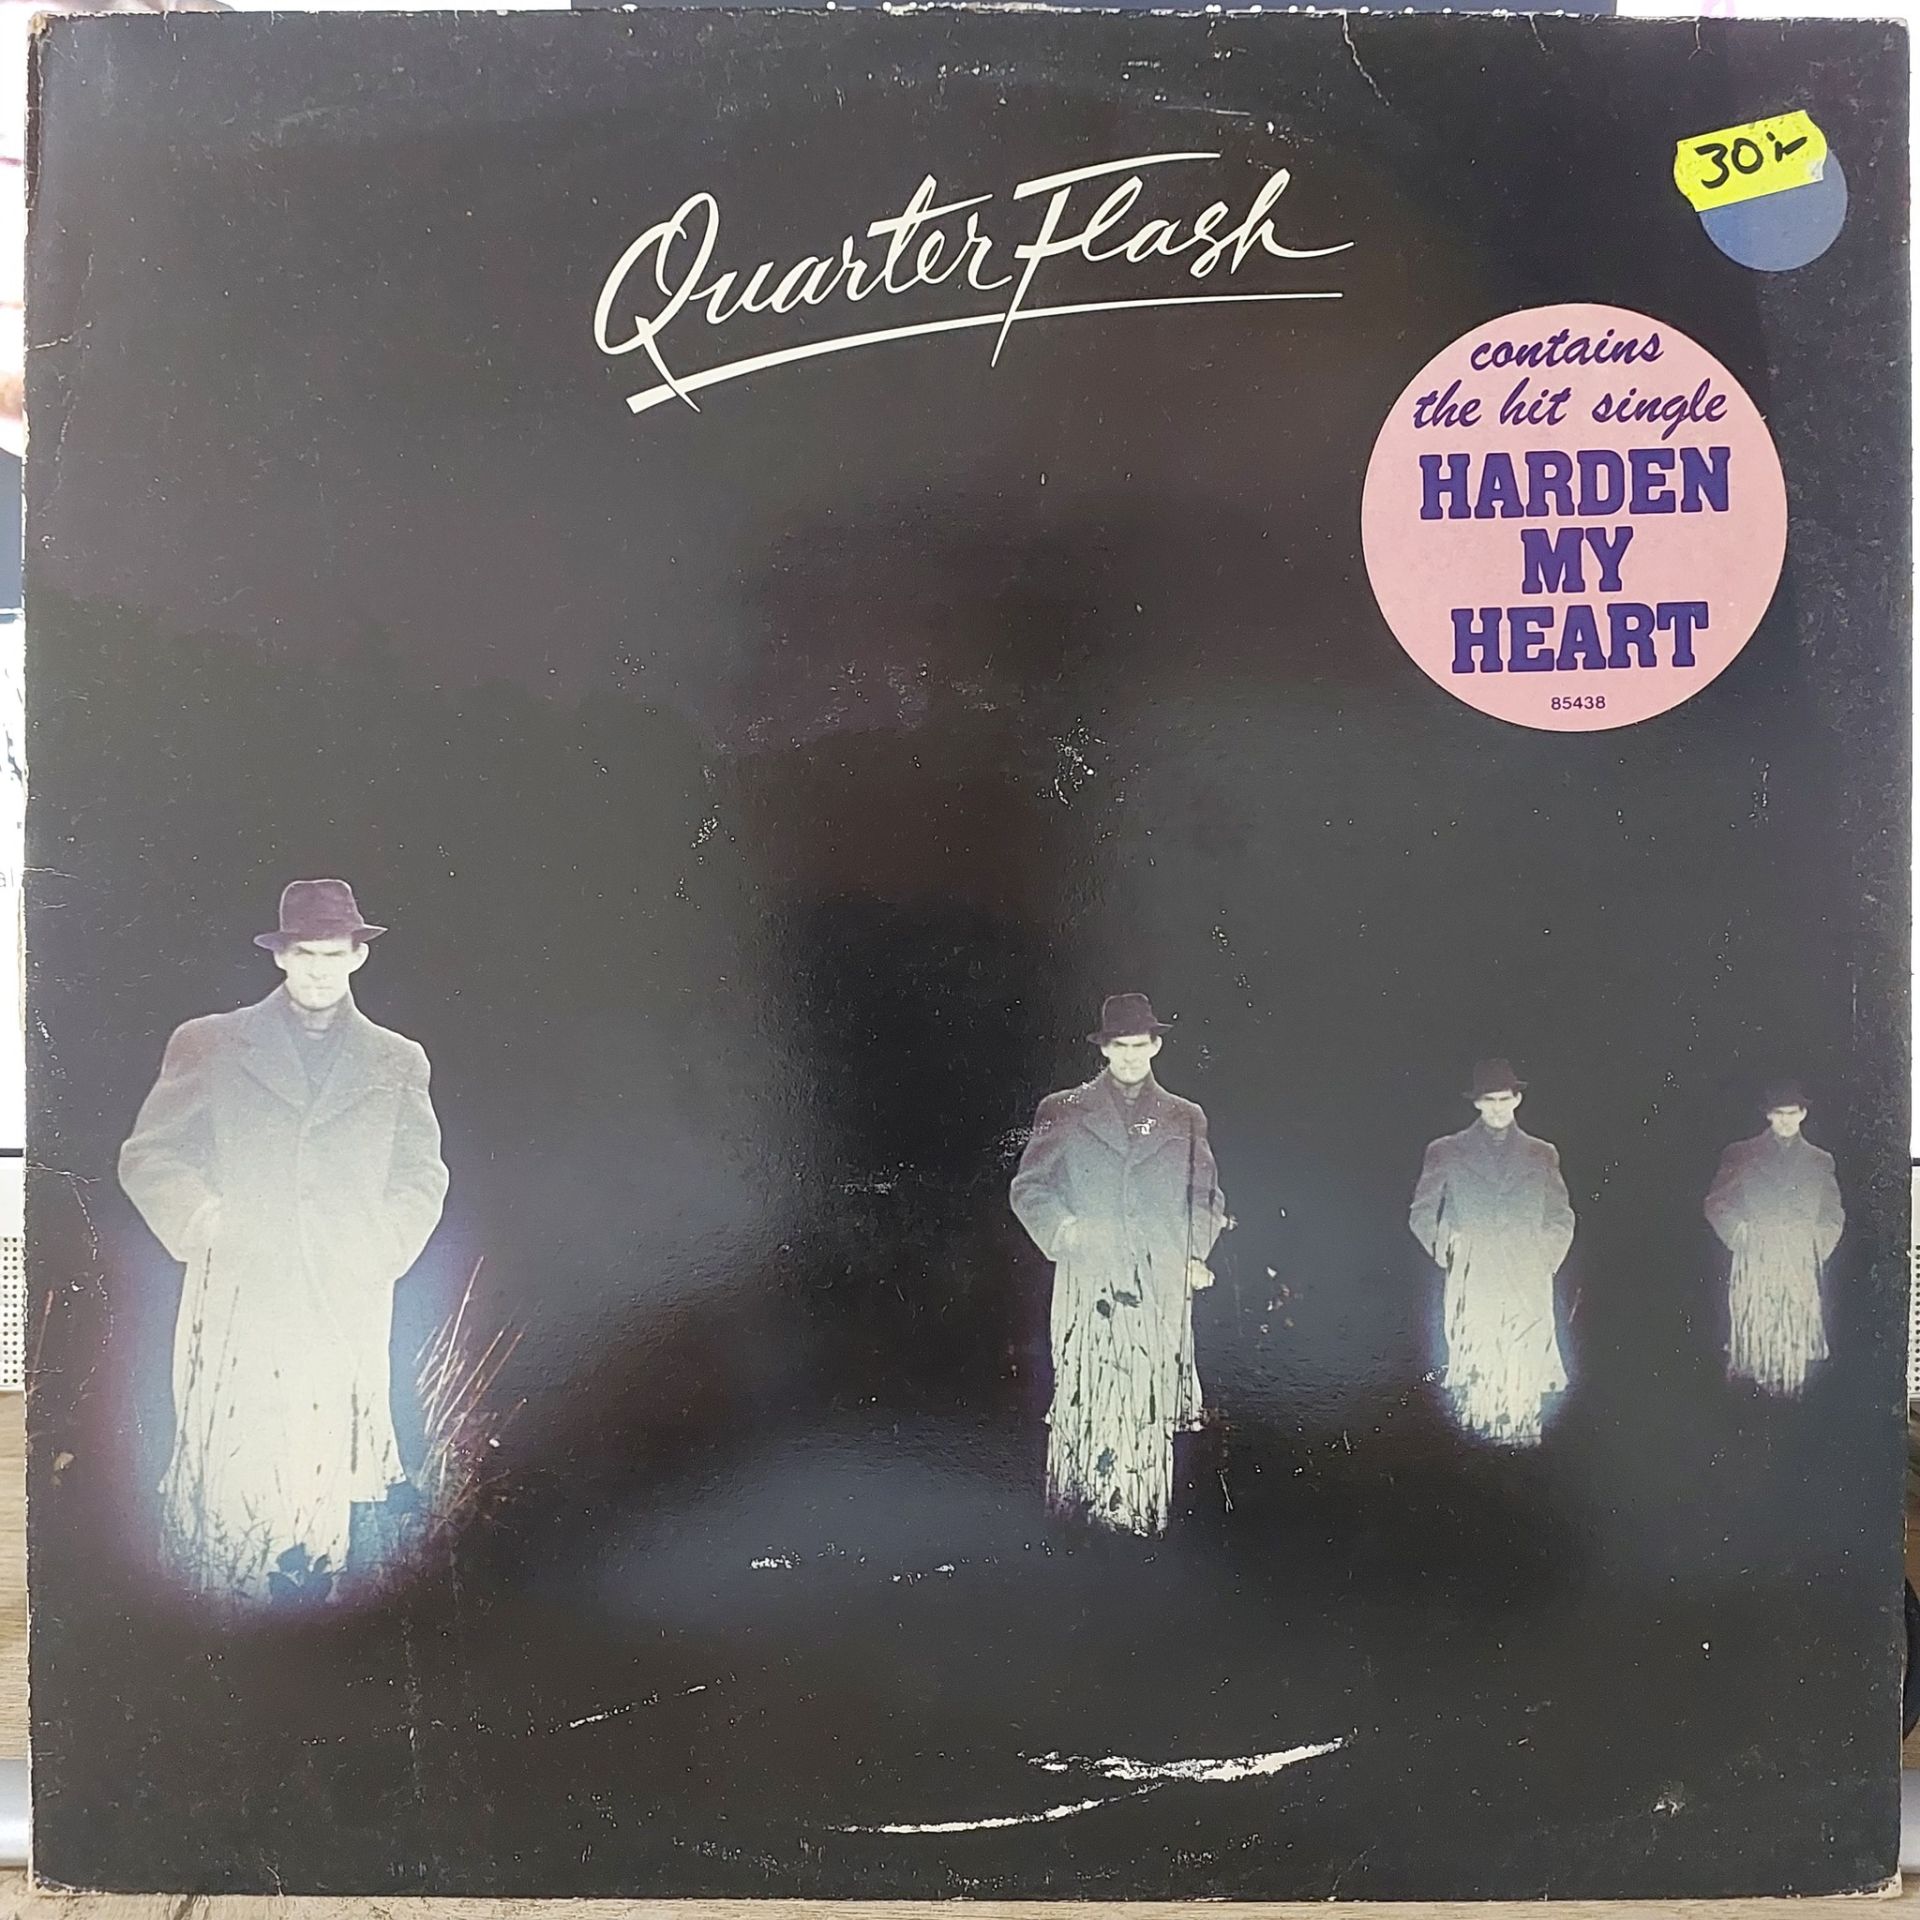 Quarterflash
30:-
contains
the hit single
HARDEN
MY
HEART
85438